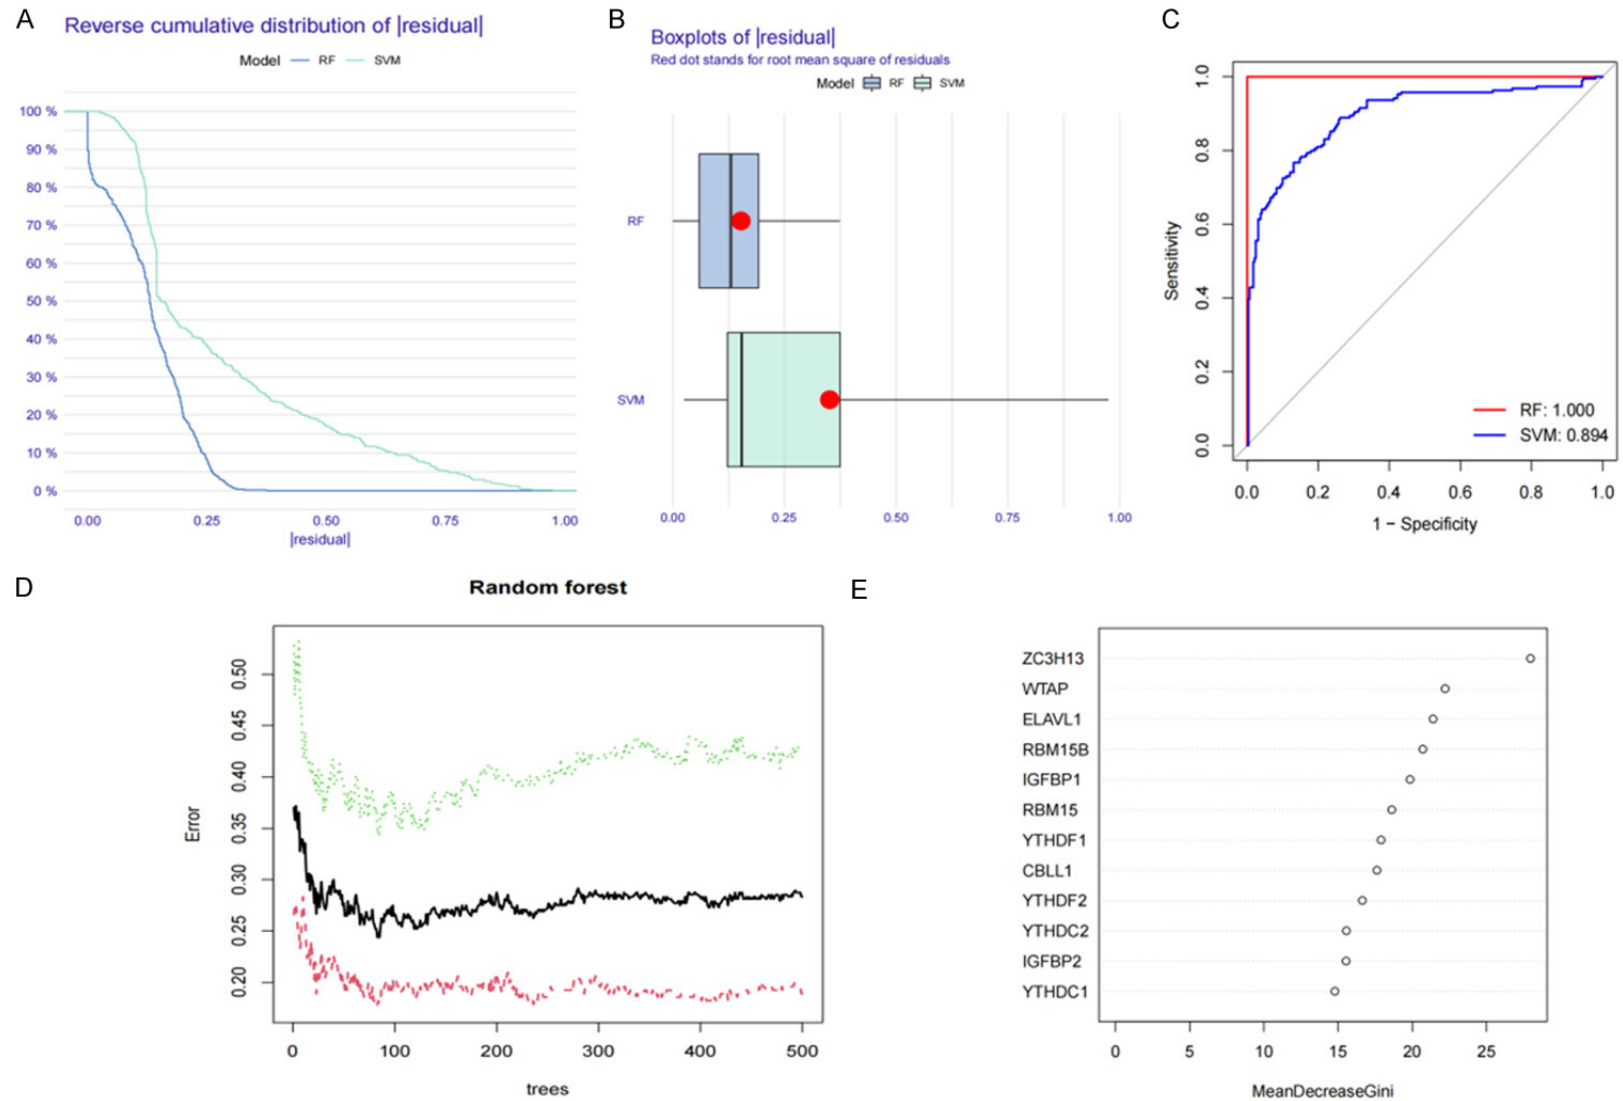 A
Reverse cumulative distribution of |residual|
Model RF SVM
100 %
90 %
80 %
70 %
60 %
50 %
40 %
30 %
20 %
10 %
0 %
0.00 0.25 0.50 0.75 1.00
|residual|
B
Boxplots of |residual|
Red dot stands for root mean square of residuals
Model RF SVM
RF
SVM
0.00 0.25 0.50 0.75 1.00
C
Sensitivity
1.0
0.8
0.6
0.4
0.2
0.0
RF: 1.000
SVM: 0.894
0.0 0.2 0.4 0.6 0.8 1.0
1 − Specificity
D
Random forest
Error
0.50
0.45
0.40
0.35
0.30
0.25
0.20
0 100 200 300 400 500
trees
E
ZC3H13
WTAP
ELAVL1
RBM15B
IGFBP1
RBM15
YTHDF1
CBLL1
YTHDF2
YTHDC2
IGFBP2
YTHDC1
0 5 10 15 20 25
MeanDecreaseGini